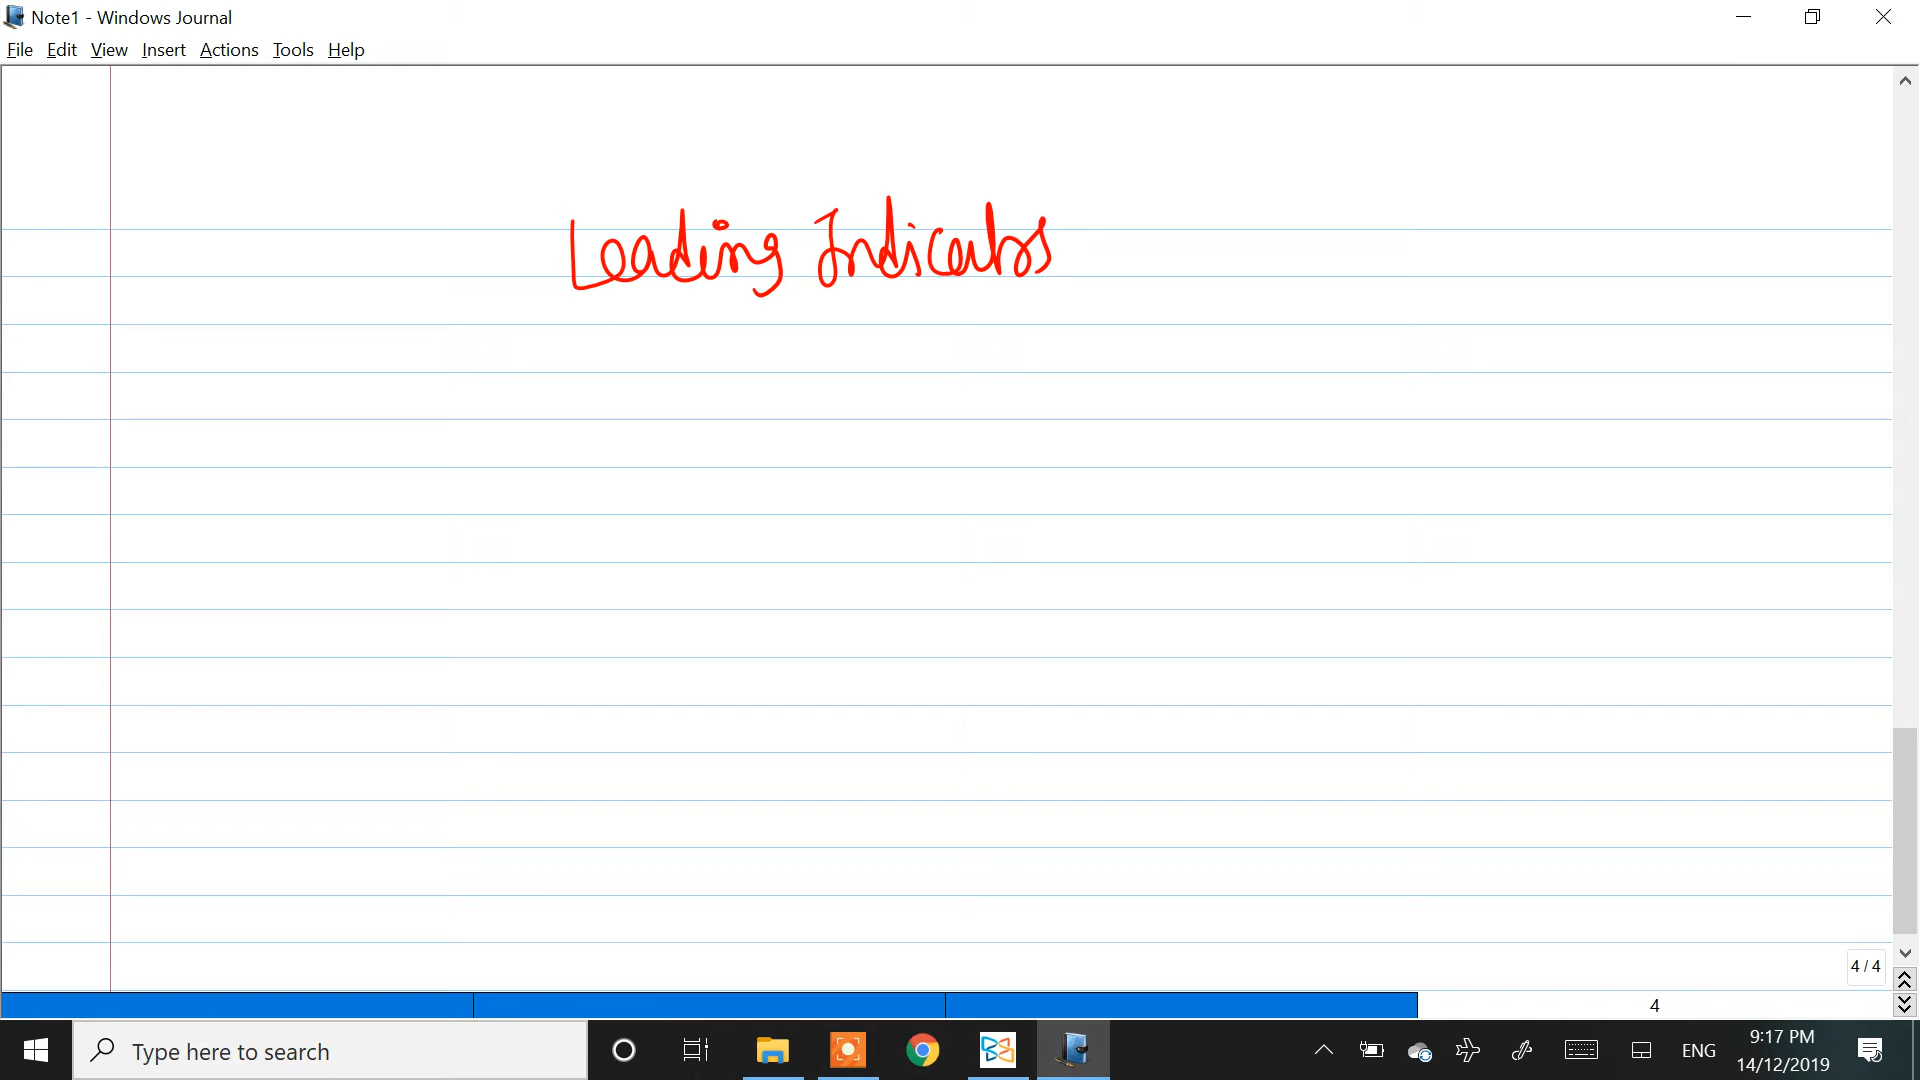 Note1 - Windows Journal
File Edit View Insert Actions Tools Help
Leading Indicators
4 / 4
4
Type here to search
ENG
9:17 PM
14/12/2019